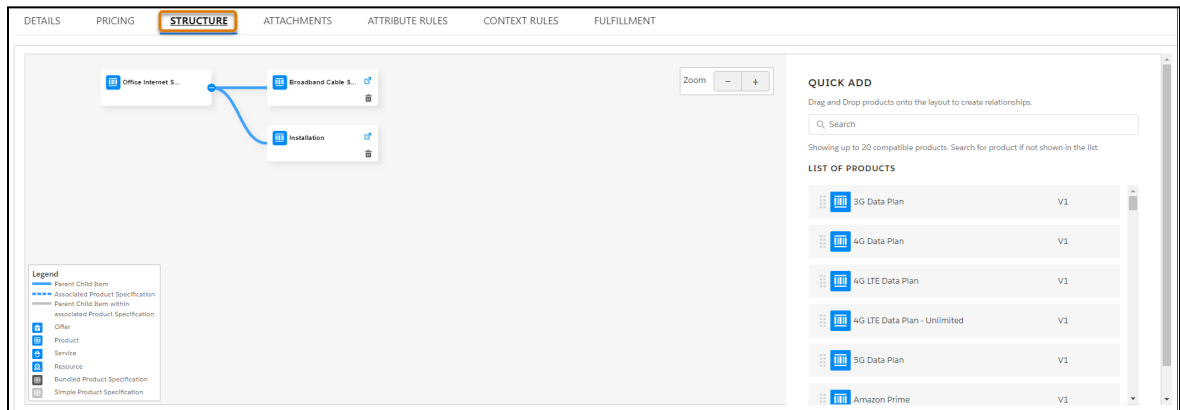 DETAILS PRICING STRUCTURE ATTACHMENTS ATTRIBUTE RULES CONTEXT RULES FULFILLMENT
Office Internet S...
Broadband Cable S...
Installation
Zoom - +
Legend
Parent Child Item
Associated Product Specification
Parent Child Item within
associated Product Specification
Offer
Product
Service
Resource
Bundled Product Specification
Simple Product Specification
QUICK ADD
Drag and Drop products onto the layout to create relationships.
Search
Showing up to 20 compatible products. Search for product if not shown in the list.
LIST OF PRODUCTS
3G Data Plan V1
4G Data Plan V1
4G LTE Data Plan V1
4G LTE Data Plan - Unlimited V1
5G Data Plan V1
Amazon Prime V1